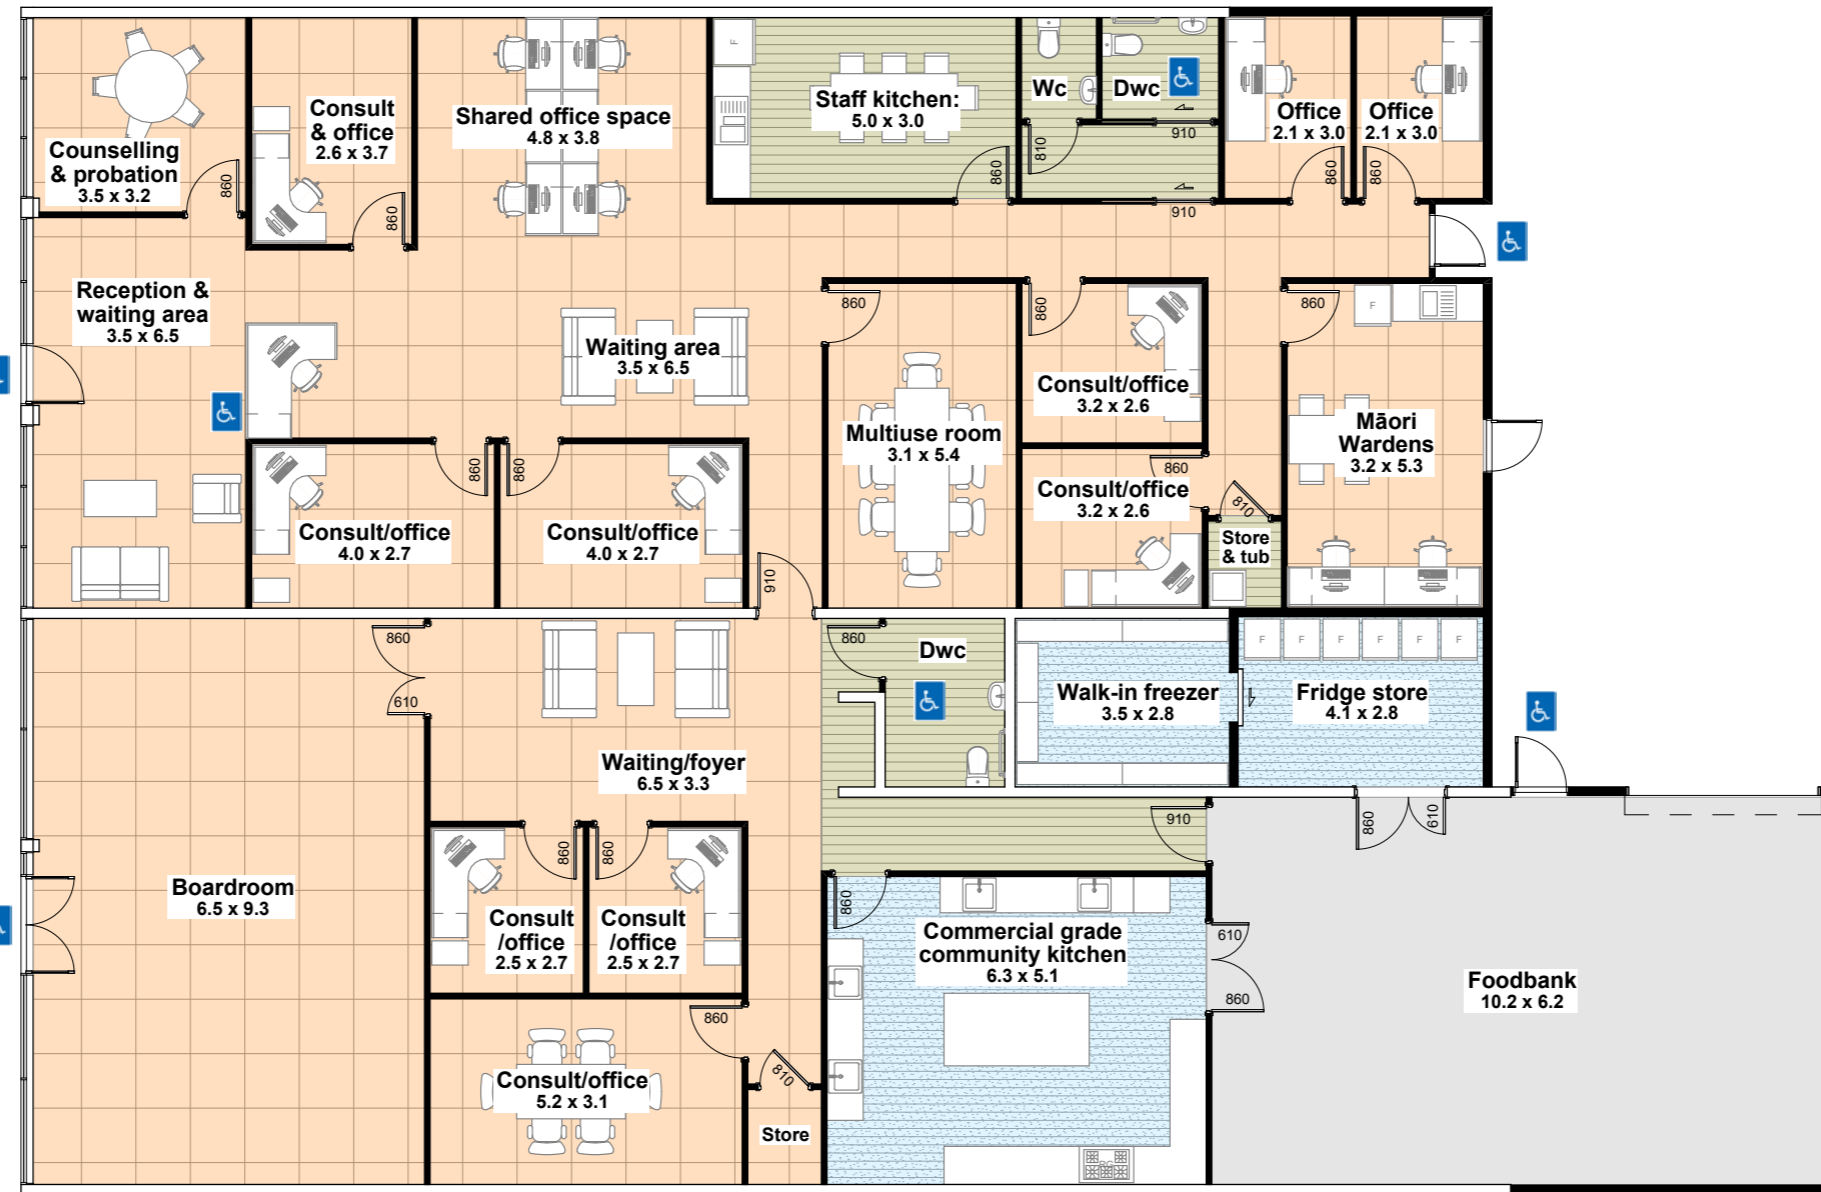 Counselling
& probation
3.5 x 3.2
860
Consult
& office
2.6 x 3.7
860
Shared office space
4.8 x 3.8
F
Staff kitchen:
5.0 x 3.0
860
Wc
810
Dwc
910
910
Office
2.1 x 3.0
860
Office
2.1 x 3.0
860
Reception &
waiting area
3.5 x 6.5
Waiting area
3.5 x 6.5
860
Multiuse room
3.1 x 5.4
860
Consult/office
3.2 x 2.6
860
Consult/office
3.2 x 2.6
860
F
Māori
Wardens
3.2 x 5.3
810
Store
& tub
860
Consult/office
4.0 x 2.7
860
Consult/office
4.0 x 2.7
910
860
610
860
Dwc
Walk-in freezer
3.5 x 2.8
F
F
F
F
F
F
Fridge store
4.1 x 2.8
Waiting/foyer
6.5 x 3.3
910
860
610
Boardroom
6.5 x 9.3
860
Consult
/office
2.5 x 2.7
860
Consult
/office
2.5 x 2.7
860
Commercial grade
community kitchen
6.3 x 5.1
610
860
Foodbank
10.2 x 6.2
860
Consult/office
5.2 x 3.1
810
Store